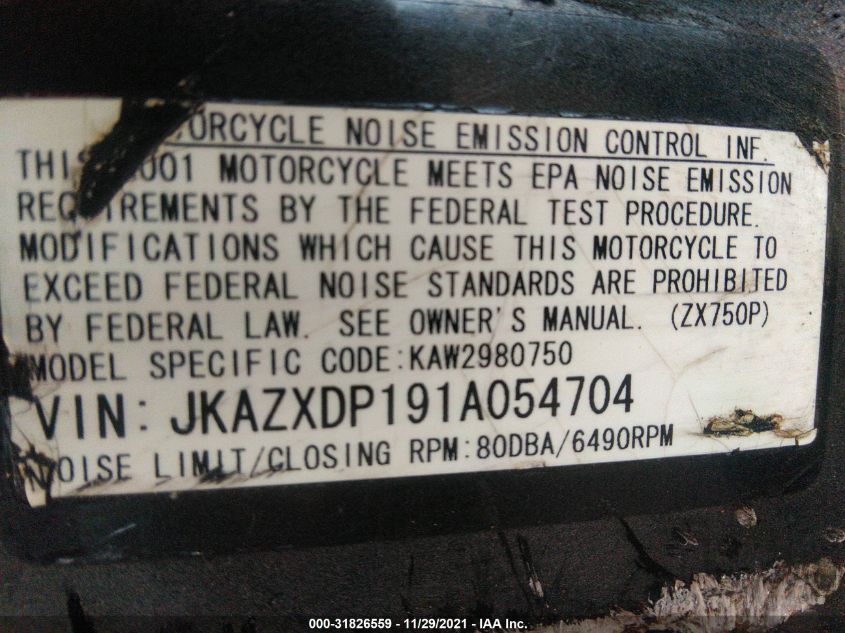 ORCYCLE NOISE EMISSION CONTROL INF.
THIS 2001 MOTORCYCLE MEETS EPA NOISE EMISSION
REQUIREMENTS BY THE FEDERAL TEST PROCEDURE.
MODIFICATIONS WHICH CAUSE THIS MOTORCYCLE TO
EXCEED FEDERAL NOISE STANDARDS ARE PROHIBITED
BY FEDERAL LAW. SEE OWNER'S MANUAL. (ZX750P)
MODEL SPECIFIC CODE:KAW2980750
VIN: JKAZXDP191A054704
NOISE LIMIT/CLOSING RPM:80DBA/6490RPM
000-31826559 - 11/29/2021 - IAA Inc.